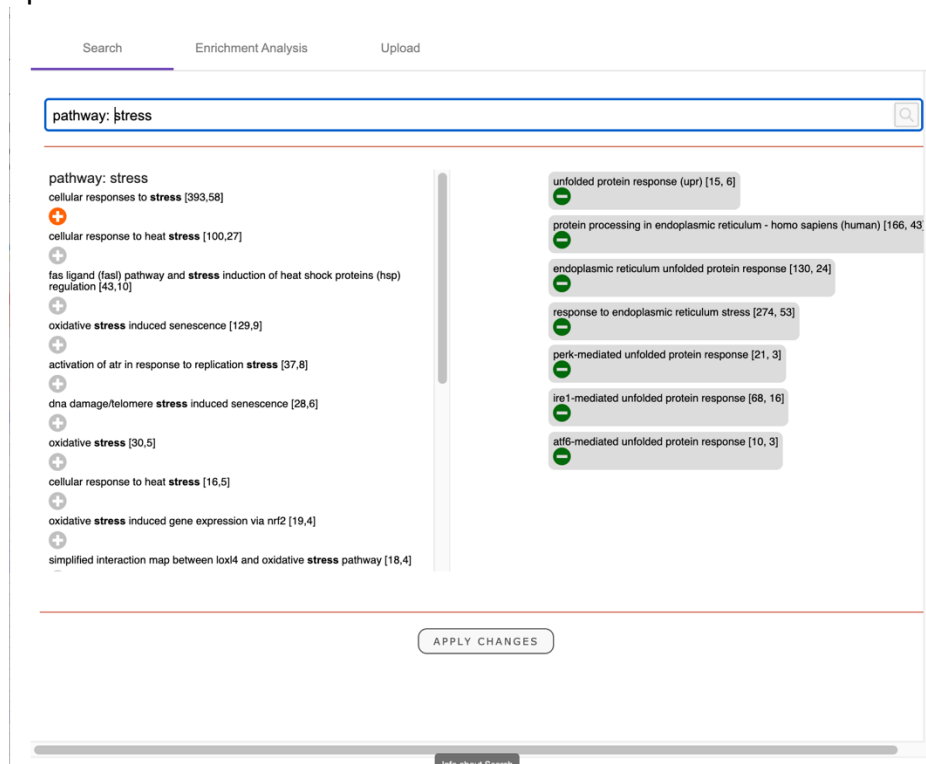 Search
Enrichment Analysis
Upload
pathway: stress
pathway: stress
cellular responses to stress [393,58]
cellular response to heat stress [100,27]
fas ligand (fasl) pathway and stress induction of heat shock proteins (hsp)
regulation [43,10]
oxidative stress induced senescence [129,9]
activation of atr in response to replication stress [37,8]
dna damage/telomere stress induced senescence [28,6]
oxidative stress [30,5]
cellular response to heat stress [16,5]
oxidative stress induced gene expression via nrf2 [19,4]
simplified interaction map between loxl4 and oxidative stress pathway [18,4]
unfolded protein response (upr) [15, 6]
protein processing in endoplasmic reticulum - homo sapiens (human) [166, 43]
endoplasmic reticulum unfolded protein response [130, 24]
response to endoplasmic reticulum stress [274, 53]
perk-mediated unfolded protein response [21, 3]
ire1-mediated unfolded protein response [68, 16]
atf6-mediated unfolded protein response [10, 3]
APPLY CHANGES
Info about Search